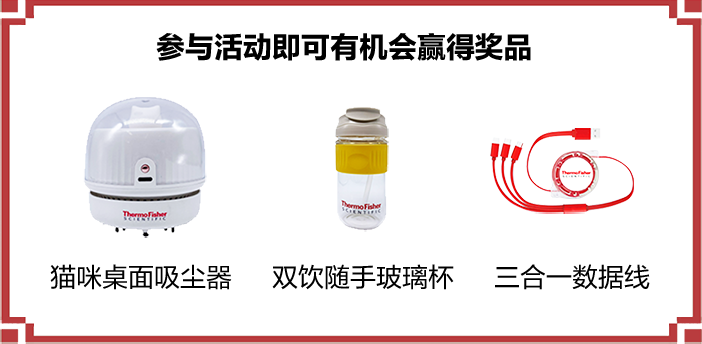 参与活动即可有机会赢得奖品
ThermoFisher
SCIENTIFIC
ThermoFisher
SCIENTIFIC
ThermoFisher
SCIENTIFIC
猫咪桌面吸尘器
双饮随手玻璃杯
三合一数据线